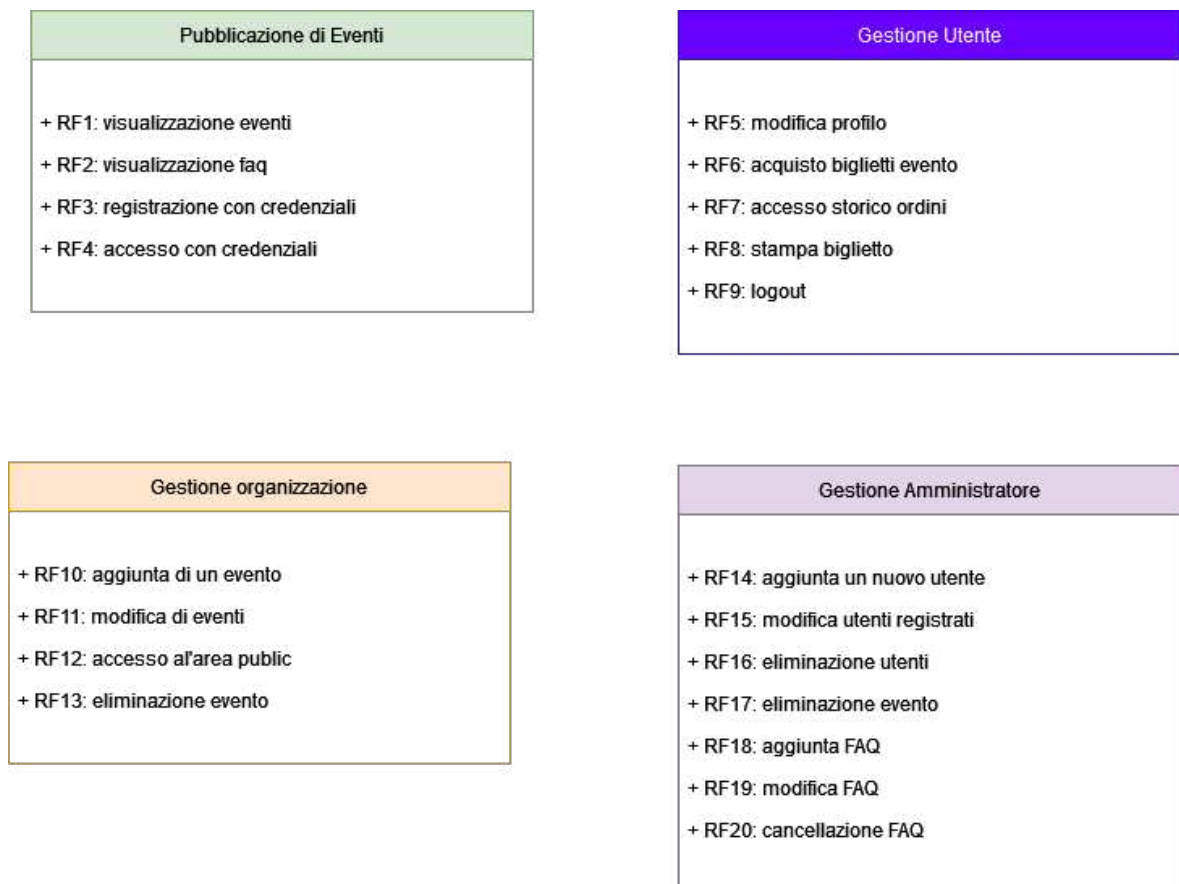 Pubblicazione di Eventi
+ RF1: visualizzazione eventi
+ RF2: visualizzazione faq
+ RF3: registrazione con credenziali
+ RF4: accesso con credenziali
Gestione Utente
+ RF5: modifica profilo
+ RF6: acquisto biglietti evento
+ RF7: accesso storico ordini
+ RF8: stampa biglietto
+ RF9: logout
Gestione organizzazione
+ RF10: aggiunta di un evento
+ RF11: modifica di eventi
+ RF12: accesso al'area public
+ RF13: eliminazione evento
Gestione Amministratore
+ RF14: aggiunta un nuovo utente
+ RF15: modifica utenti registrati
+ RF16: eliminazione utenti
+ RF17: eliminazione evento
+ RF18: aggiunta FAQ
+ RF19: modifica FAQ
+ RF20: cancellazione FAQ